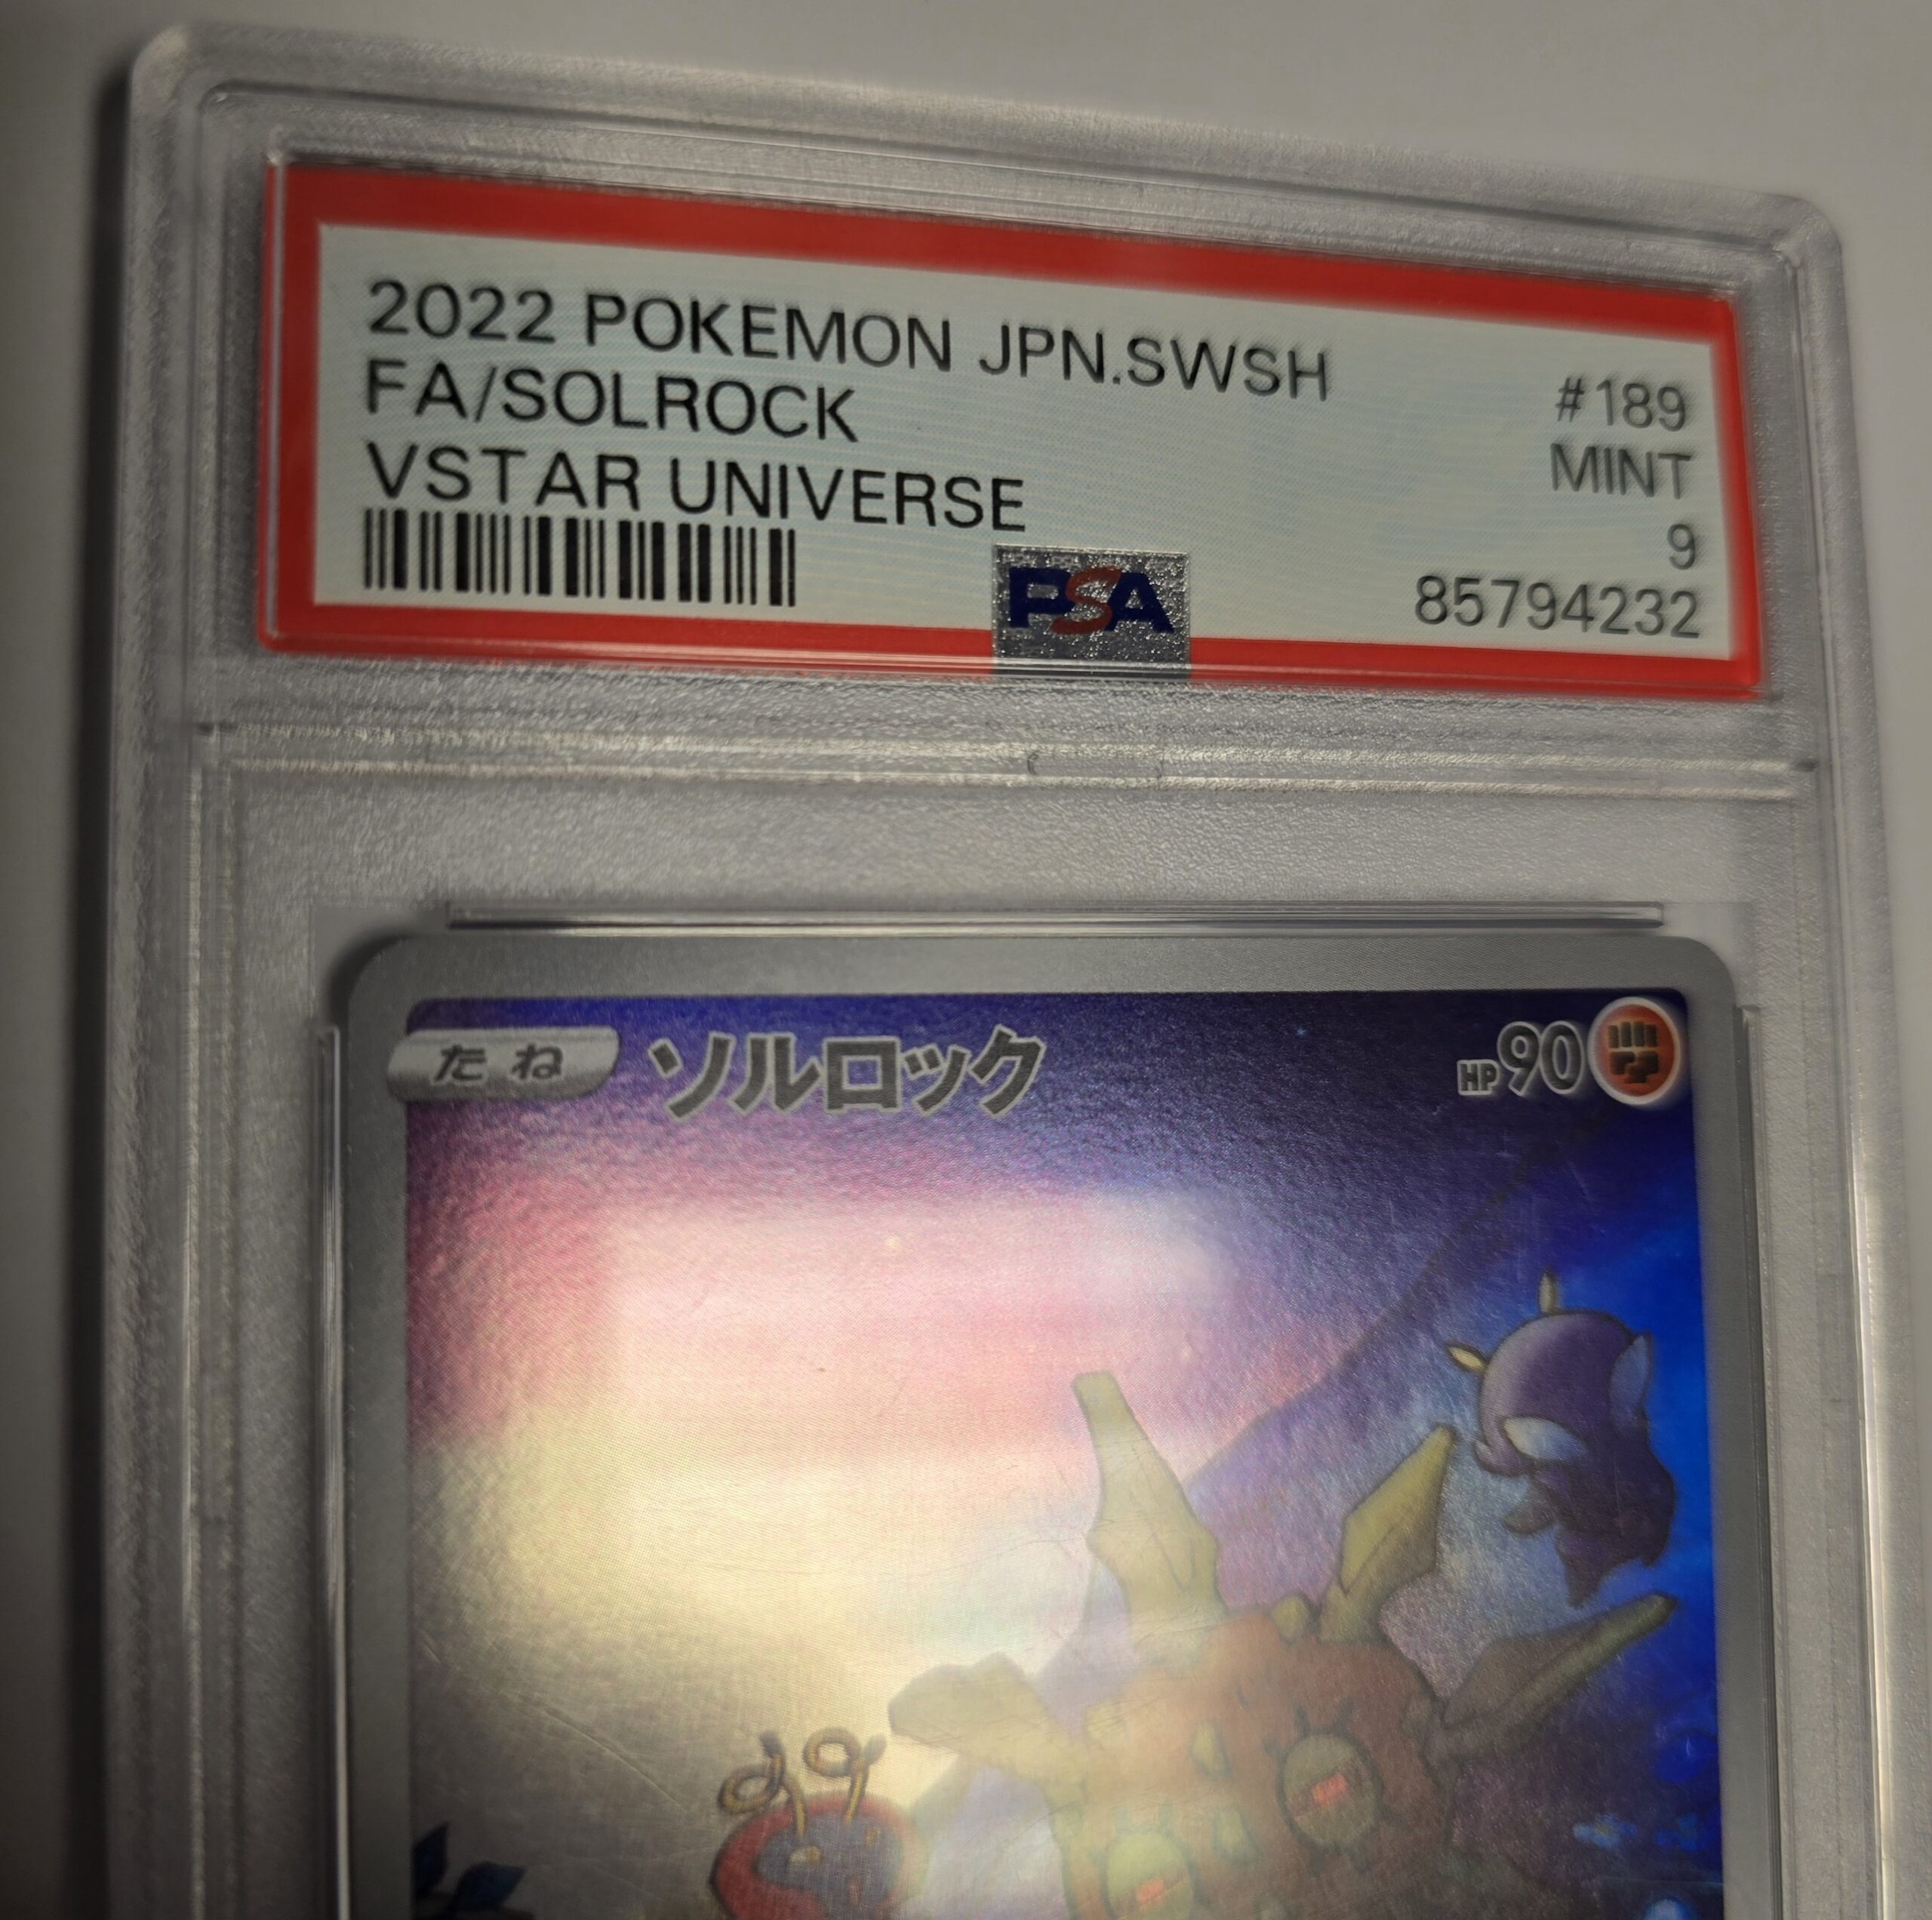 2022 POKEMON JPN.SWSH
#189
FA/SOLROCK
MINT
VSTAR UNIVERSE
9
PSA
85794232
たね
ソルロック
HP90